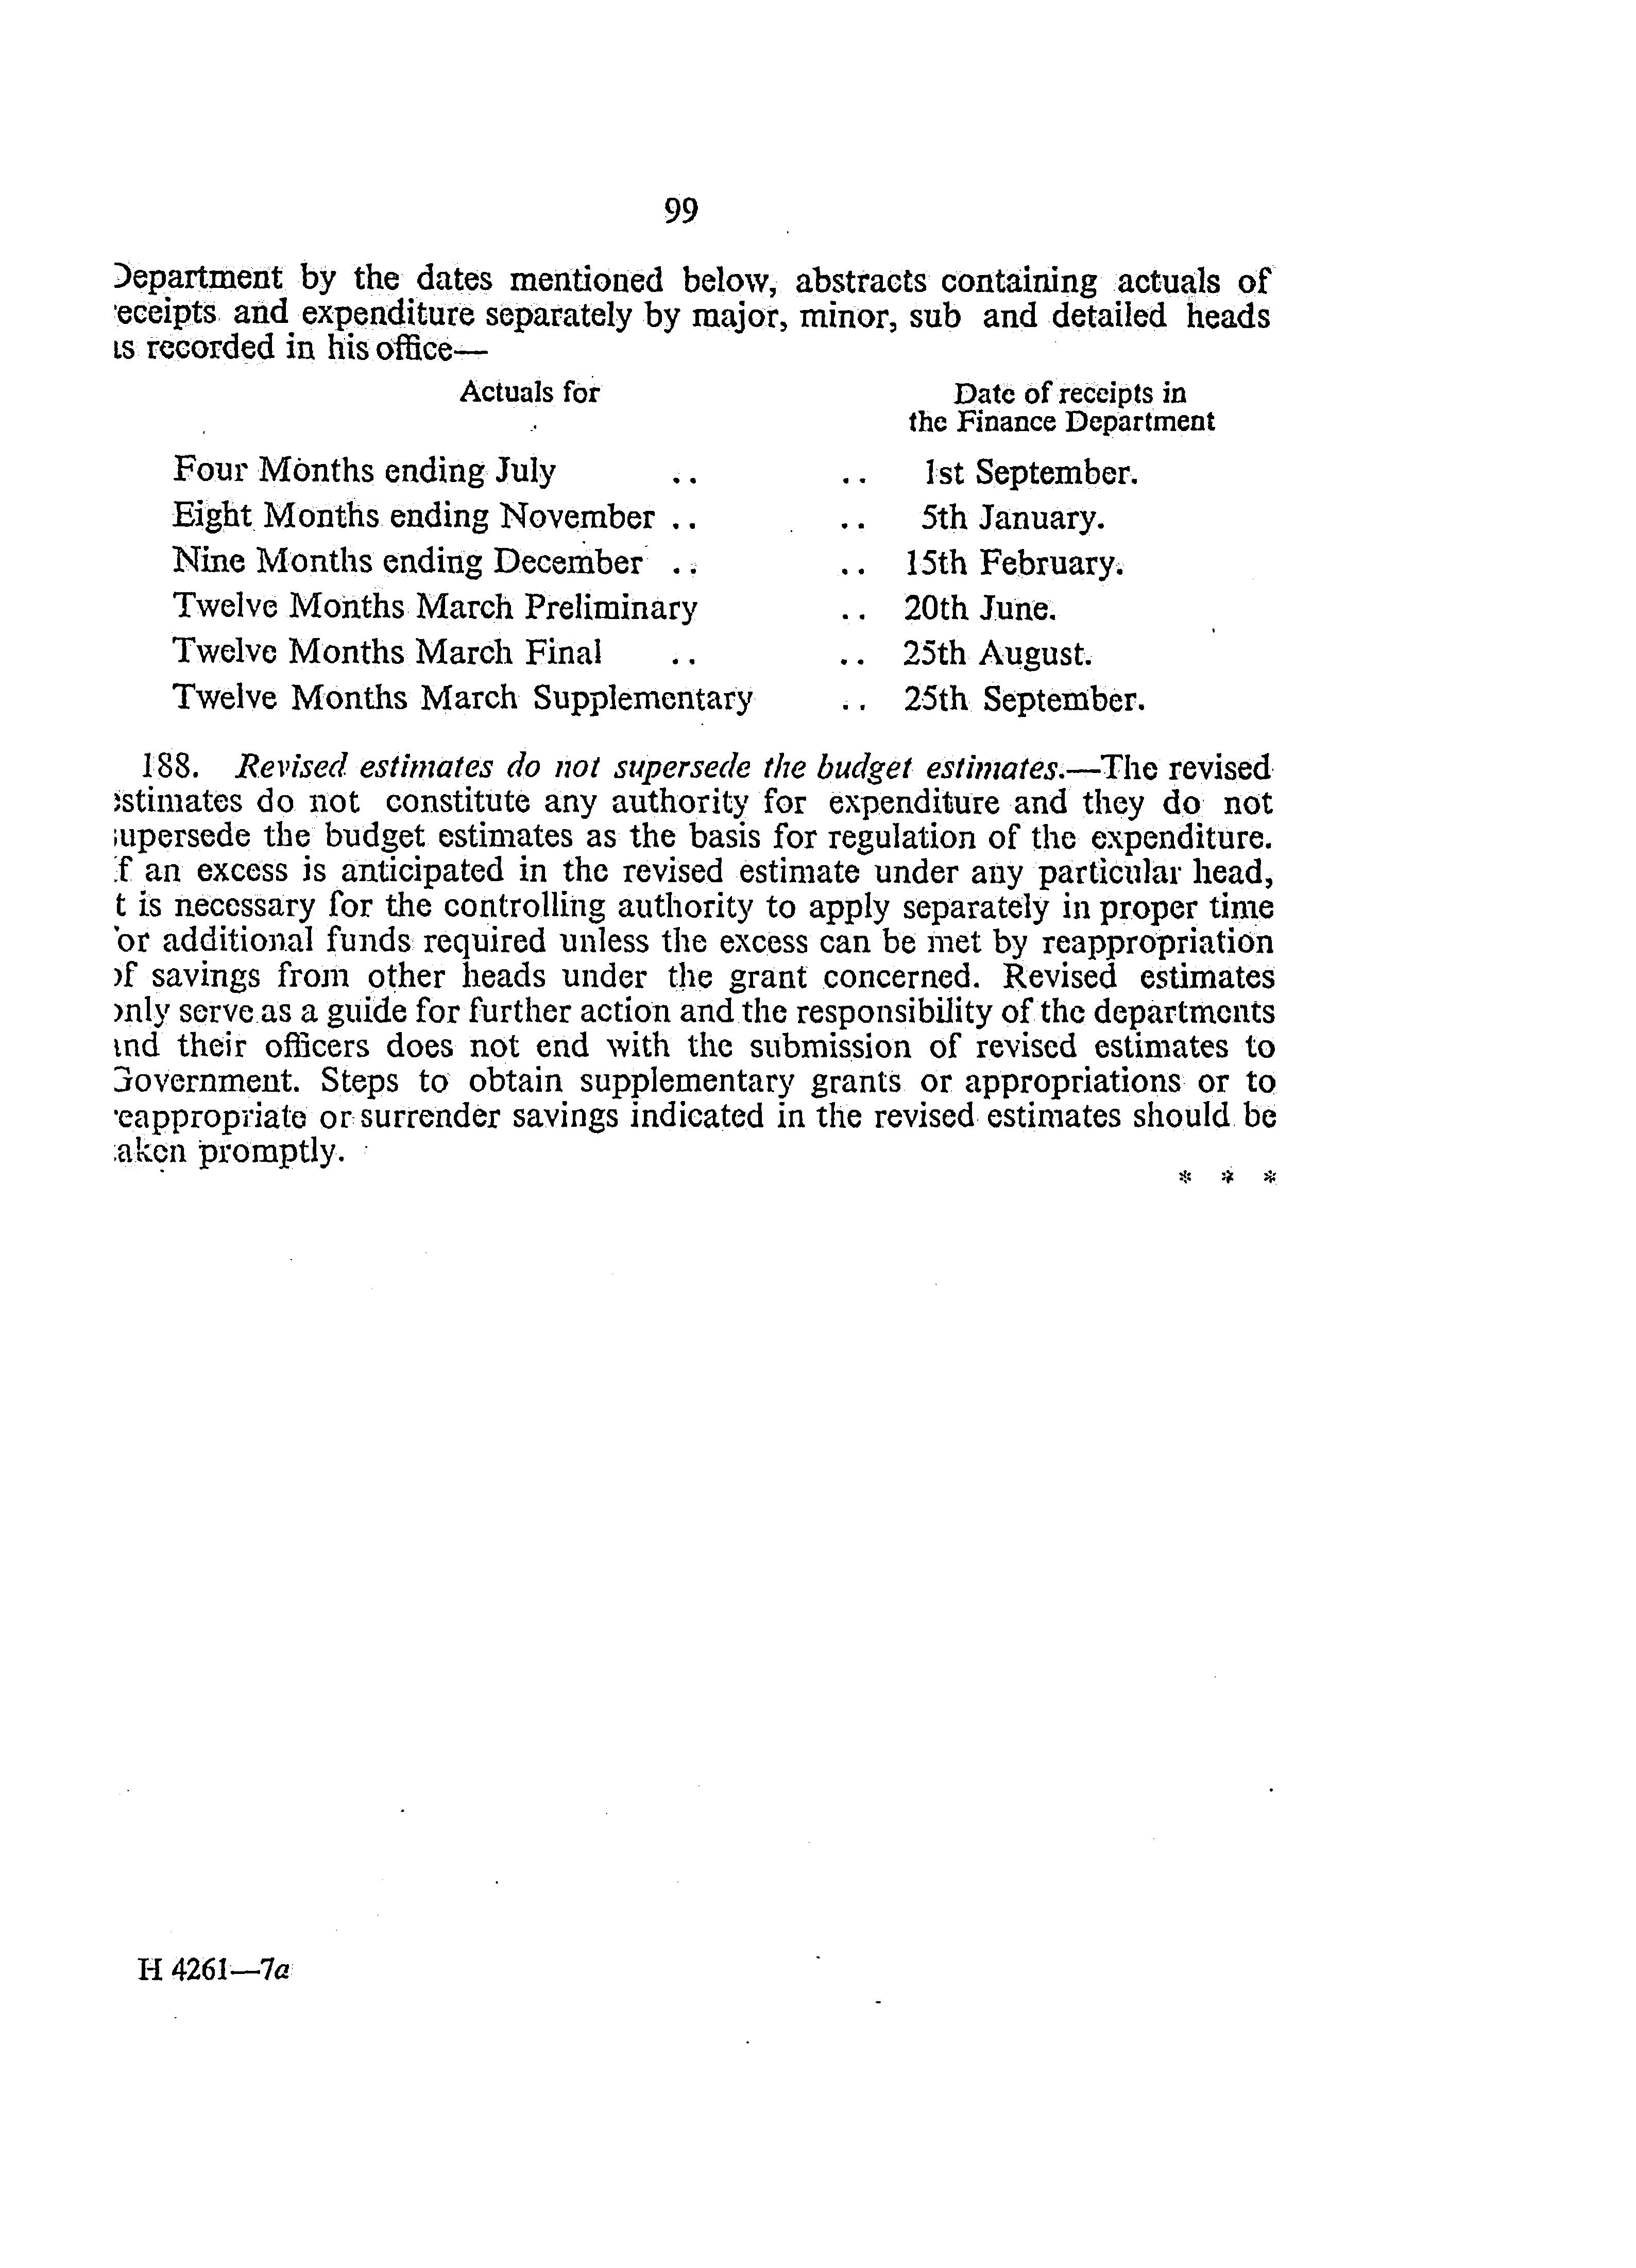 99
Department by the dates mentioned below, abstracts containing actuals of
receipts and expenditure separately by major, minor, sub and detailed heads
as recorded in his office—
Actuals for Date of receipts in
the Finance Department
Four Months ending July .. .. 1st September.
Eight Months ending November .. .. 5th January.
Nine Months ending December .. .. 15th February.
Twelve Months March Preliminary .. 20th June.
Twelve Months March Final .. .. 25th August.
Twelve Months March Supplementary .. 25th September.
188. Revised estimates do not supersede the budget estimates.—The revised
estimates do not constitute any authority for expenditure and they do not
supersede the budget estimates as the basis for regulation of the expenditure.
If an excess is anticipated in the revised estimate under any particular head,
it is necessary for the controlling authority to apply separately in proper time
for additional funds required unless the excess can be met by reappropriation
of savings from other heads under the grant concerned. Revised estimates
only serve as a guide for further action and the responsibility of the departments
and their officers does not end with the submission of revised estimates to
Government. Steps to obtain supplementary grants or appropriations or to
reappropriate or surrender savings indicated in the revised estimates should be
taken promptly.
* * *
H 4261—7a